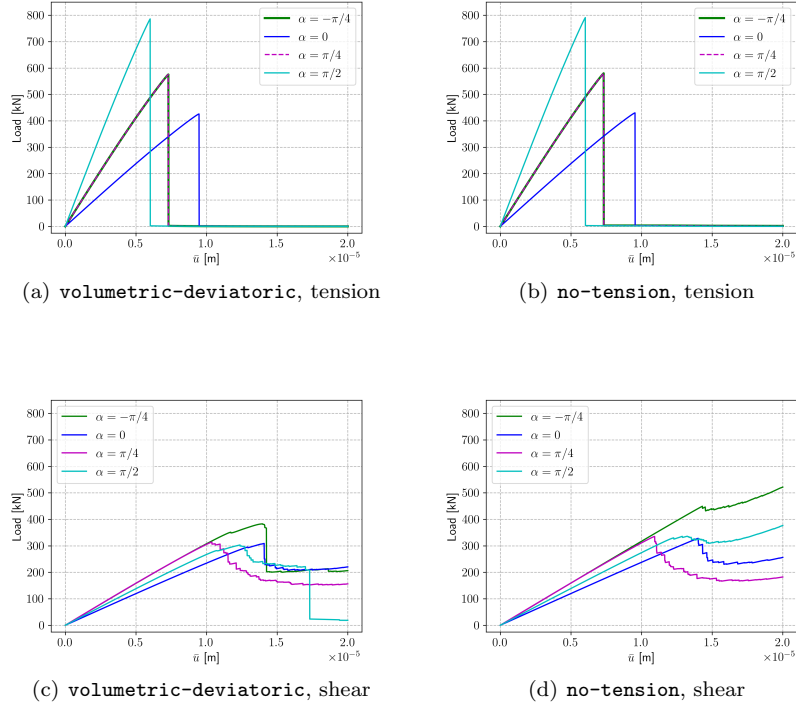 800
700
600
500
400
300
200
100
0
Load [kN]
α = −π/4
α = 0
α = π/4
α = π/2
0.0 0.5 1.0 1.5 2.0
ū [m]
×10⁻⁵
(a) volumetric-deviatoric, tension
800
700
600
500
400
300
200
100
0
Load [kN]
α = −π/4
α = 0
α = π/4
α = π/2
0.0 0.5 1.0 1.5 2.0
ū [m]
×10⁻⁵
(b) no-tension, tension
800
700
600
500
400
300
200
100
0
Load [kN]
α = −π/4
α = 0
α = π/4
α = π/2
0.0 0.5 1.0 1.5 2.0
ū [m]
×10⁻⁵
(c) volumetric-deviatoric, shear
800
700
600
500
400
300
200
100
0
Load [kN]
α = −π/4
α = 0
α = π/4
α = π/2
0.0 0.5 1.0 1.5 2.0
ū [m]
×10⁻⁵
(d) no-tension, shear